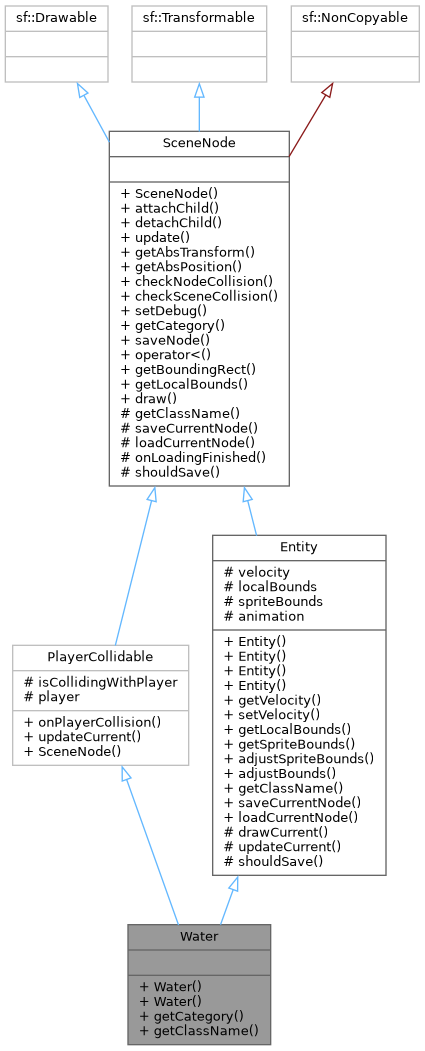 sf::Drawable
sf::Transformable
sf::NonCopyable
SceneNode
+ SceneNode()
+ attachChild()
+ detachChild()
+ update()
+ getAbsTransform()
+ getAbsPosition()
+ checkNodeCollision()
+ checkSceneCollision()
+ setDebug()
+ getCategory()
+ saveNode()
+ operator<()
+ getBoundingRect()
+ getLocalBounds()
+ draw()
# getClassName()
# saveCurrentNode()
# loadCurrentNode()
# onLoadingFinished()
# shouldSave()
Entity
# velocity
# localBounds
# spriteBounds
# animation
+ Entity()
+ Entity()
+ Entity()
+ Entity()
+ getVelocity()
+ setVelocity()
+ getLocalBounds()
+ getSpriteBounds()
+ adjustSpriteBounds()
+ adjustBounds()
+ getClassName()
+ saveCurrentNode()
+ loadCurrentNode()
# drawCurrent()
# updateCurrent()
# shouldSave()
PlayerCollidable
# isCollidingWithPlayer
# player
+ onPlayerCollision()
+ updateCurrent()
+ SceneNode()
Water
+ Water()
+ Water()
+ getCategory()
+ getClassName()